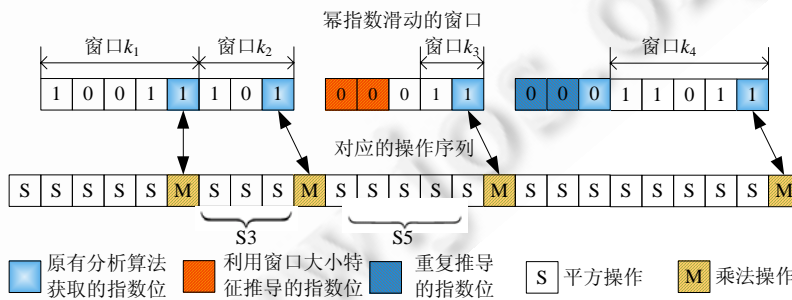 幂指数滑动的窗口
窗口k1 窗口k2 窗口k3 窗口k4
1 0 0 1 1 1 0 1 0 0 0 1 1 0 0 0 1 1 0 1 1
对应的操作序列
S S S S S M S S S M S S S S S M S S S S S S S S M
S3 S5
原有分析算法获取的指数位
利用窗口大小特征推导的指数位
重复推导的指数位
S 平方操作
M 乘法操作